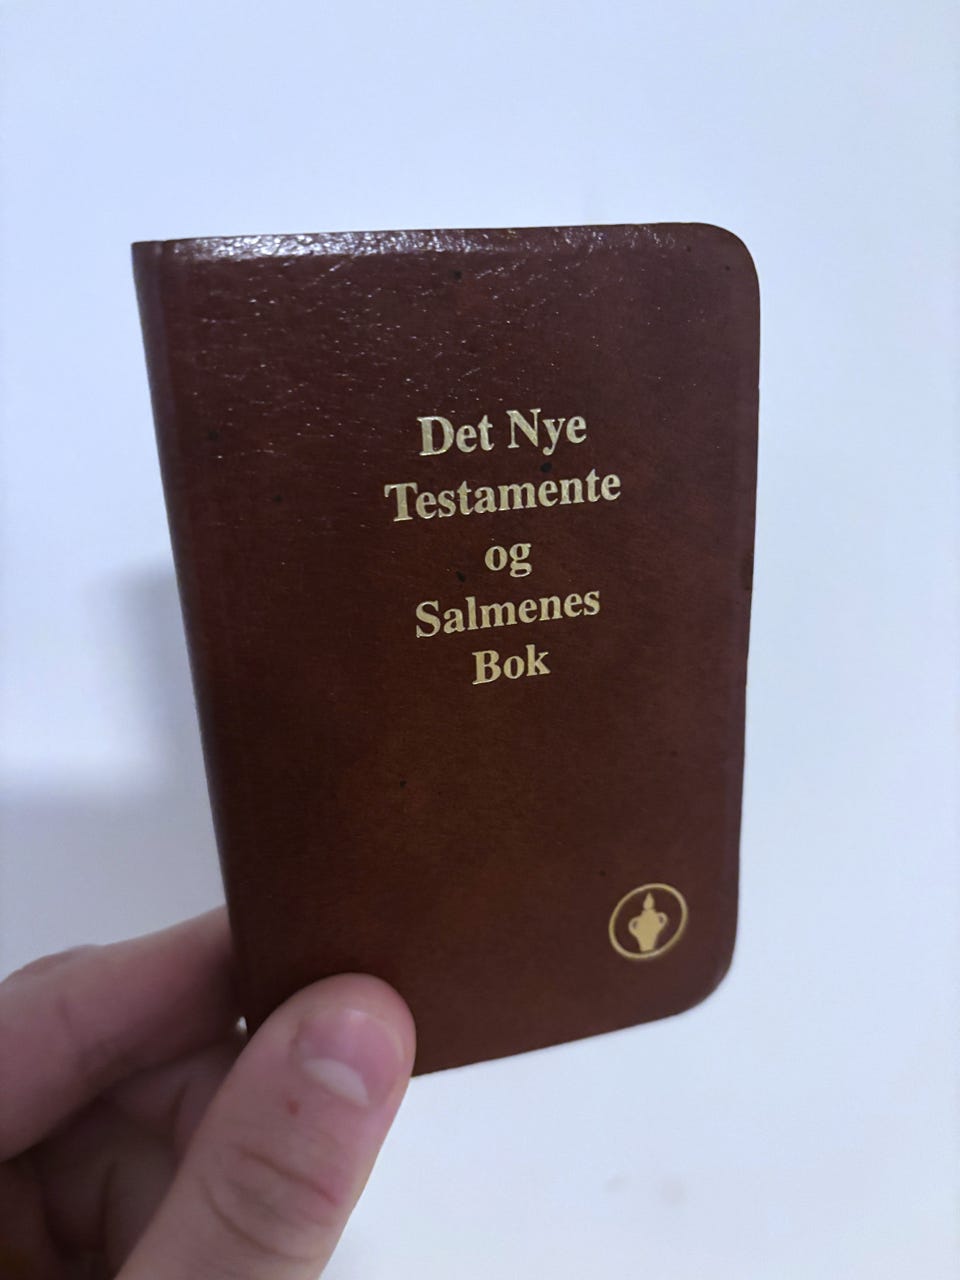 Det Nye
Testamente
og
Salmenes
Bok